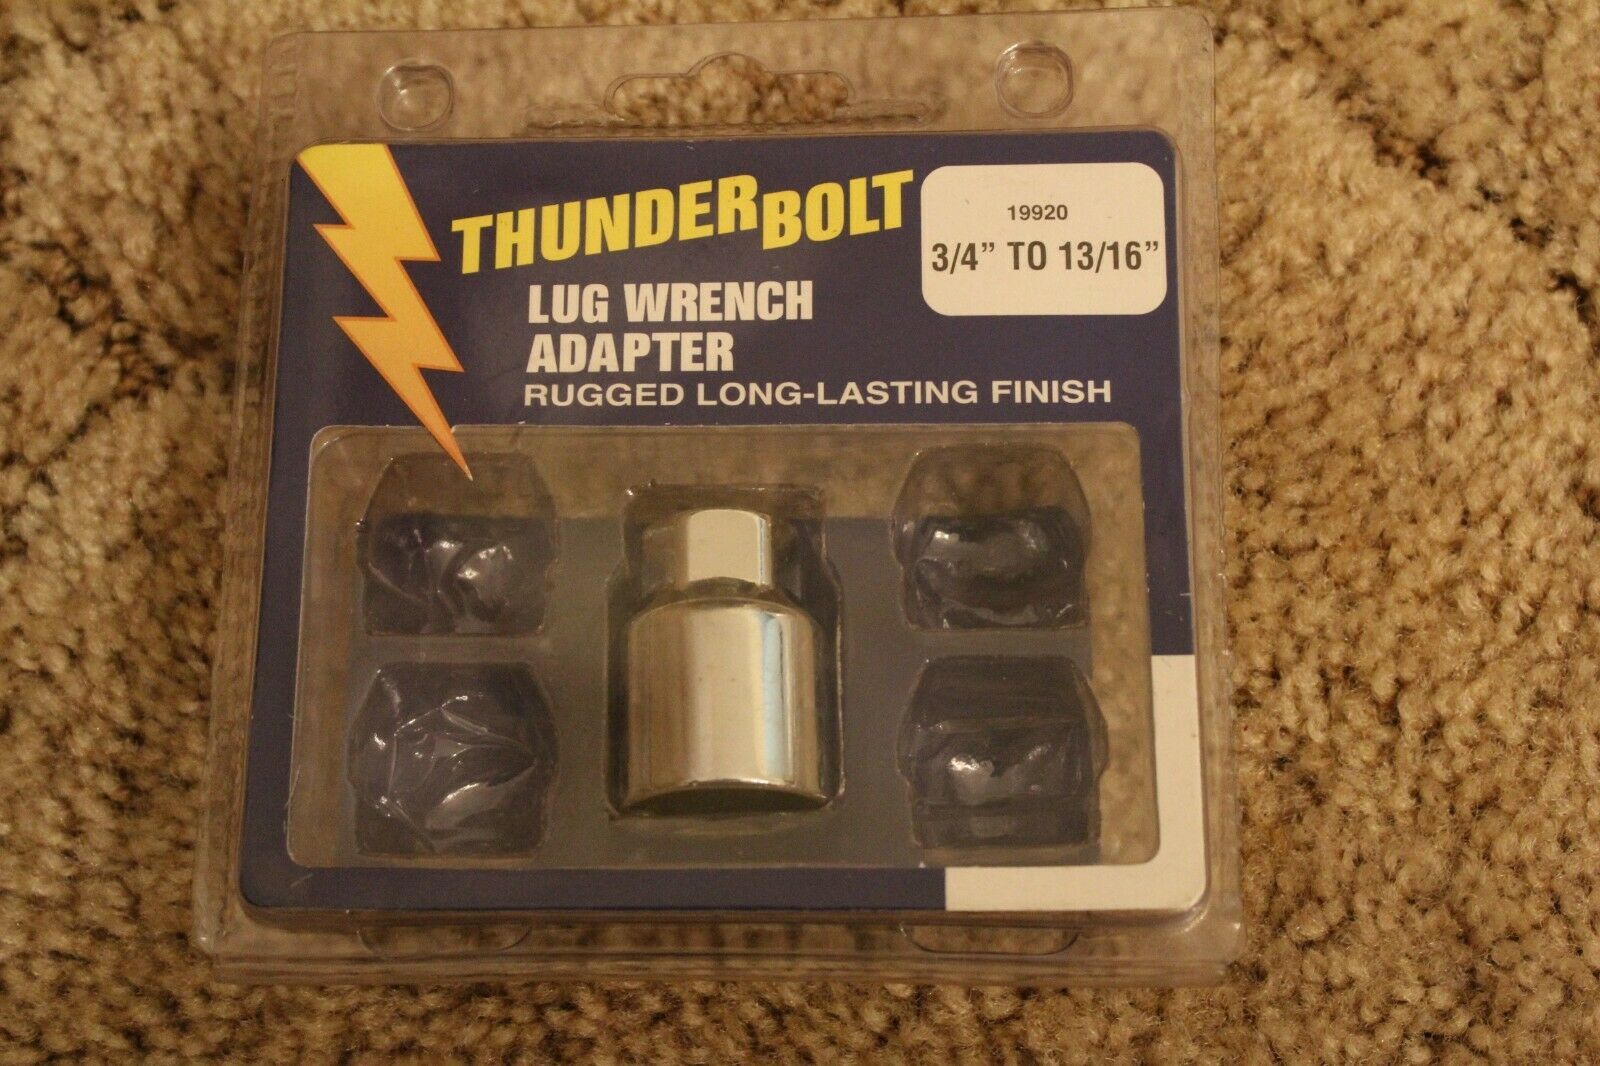 THUNDERBOLT
19920
3/4” TO 13/16”
LUG WRENCH
ADAPTER
RUGGED LONG-LASTING FINISH